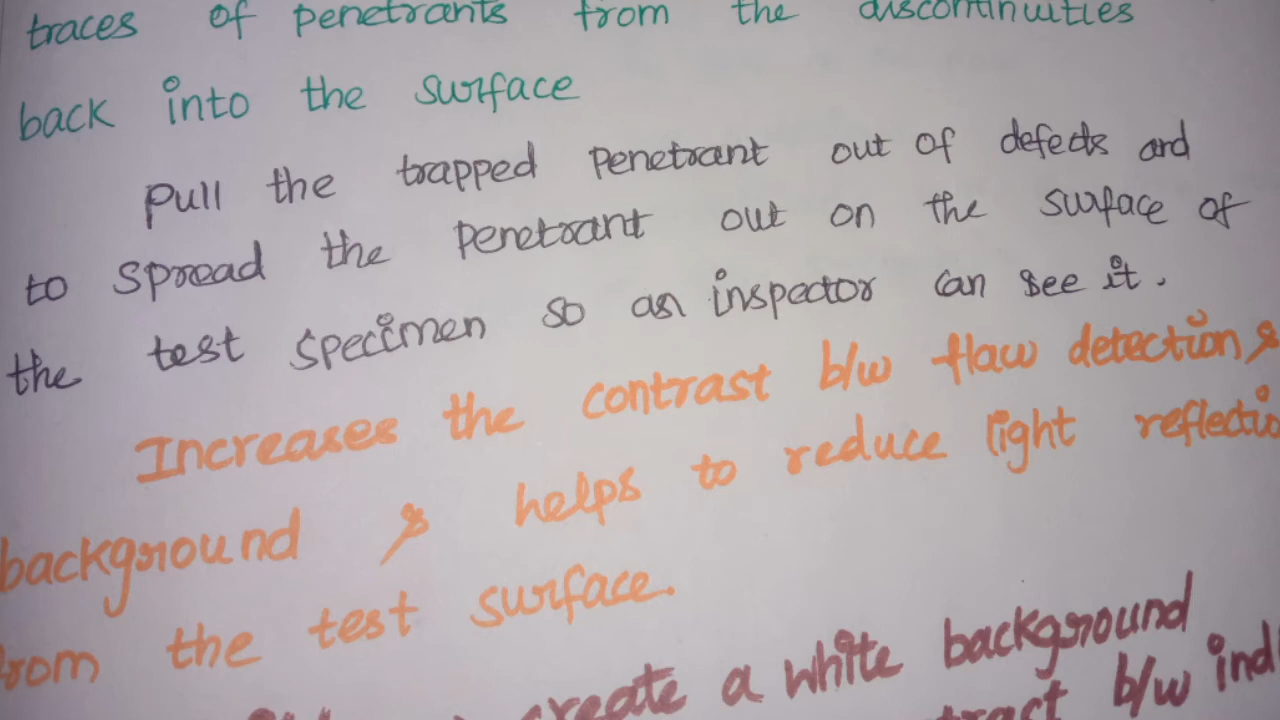 traces of penetrants from the discontinuities
back into the surface
Pull the trapped penetrant out of defects and
to spread the penetrant out on the surface of
the test specimen so an inspector can see it.
Increases the contrast b/w flaw detection &
background & helps to reduce light reflectio
from the test surface.
create a white background
b/w ind